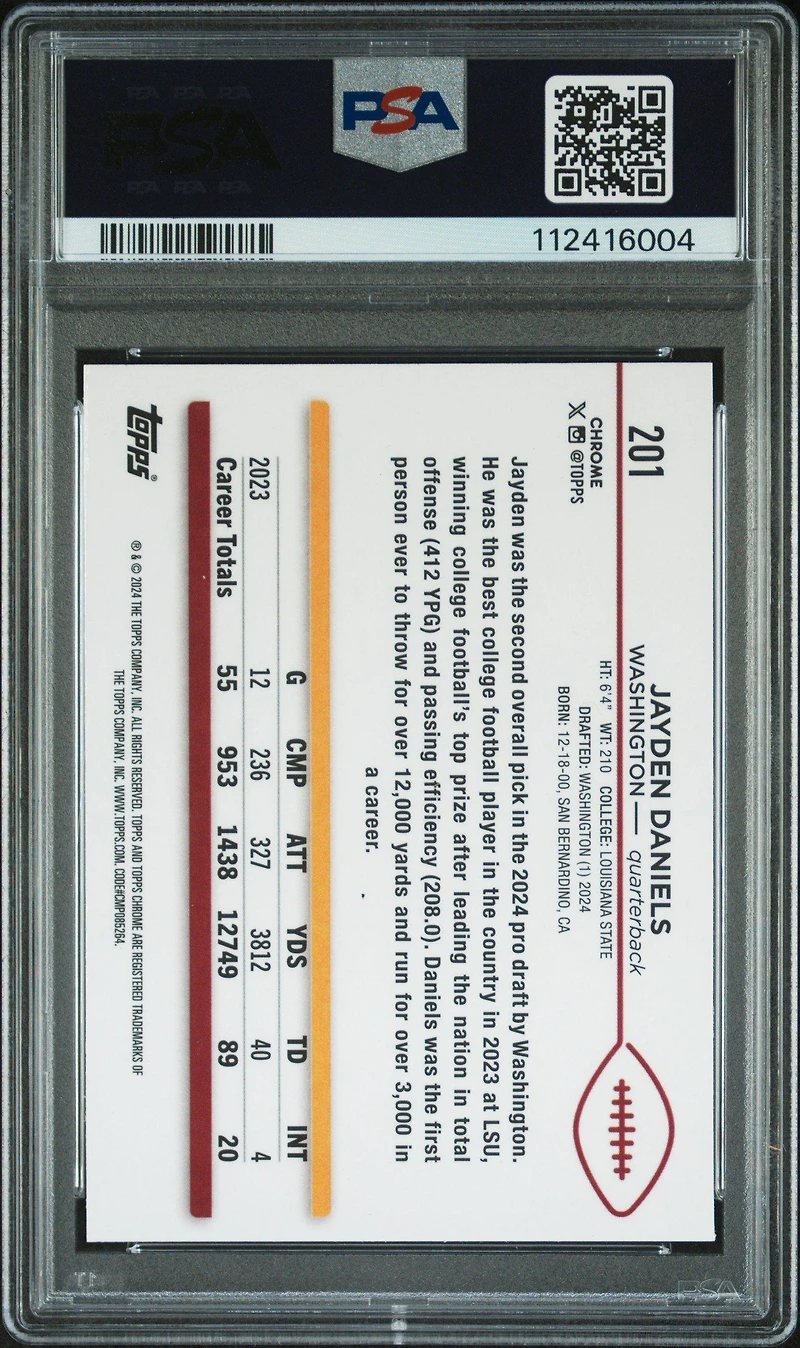 PSA PSA PSA
PSA
PSA PSA PSA
PSA
112416004
201
CHROME
X @TOPPS
JAYDEN DANIELS
WASHINGTON — quarterback
HT: 6'4" WT: 210 COLLEGE: LOUISIANA STATE
DRAFTED: WASHINGTON (1) 2024
BORN: 12-18-00, SAN BERNARDINO, CA
Jayden was the second overall pick in the 2024 pro draft by Washington.
He was the best college football player in the country in 2023 at LSU,
winning college football's top prize after leading the nation in total
offense (412 YPG) and passing efficiency (208.0). Daniels was the first
person ever to throw for over 12,000 yards and run for over 3,000 in
a career.
G CMP ATT YDS TD INT
2023 12 236 327 3812 40 4
Career Totals 55 953 1438 12749 89 20
topps®
® & © 2024 THE TOPPS COMPANY, INC. ALL RIGHTS RESERVED. TOPPS AND TOPPS CHROME ARE REGISTERED TRADEMARKS OF
THE TOPPS COMPANY, INC. WWW.TOPPS.COM. CODE#CMP085264.
PSA